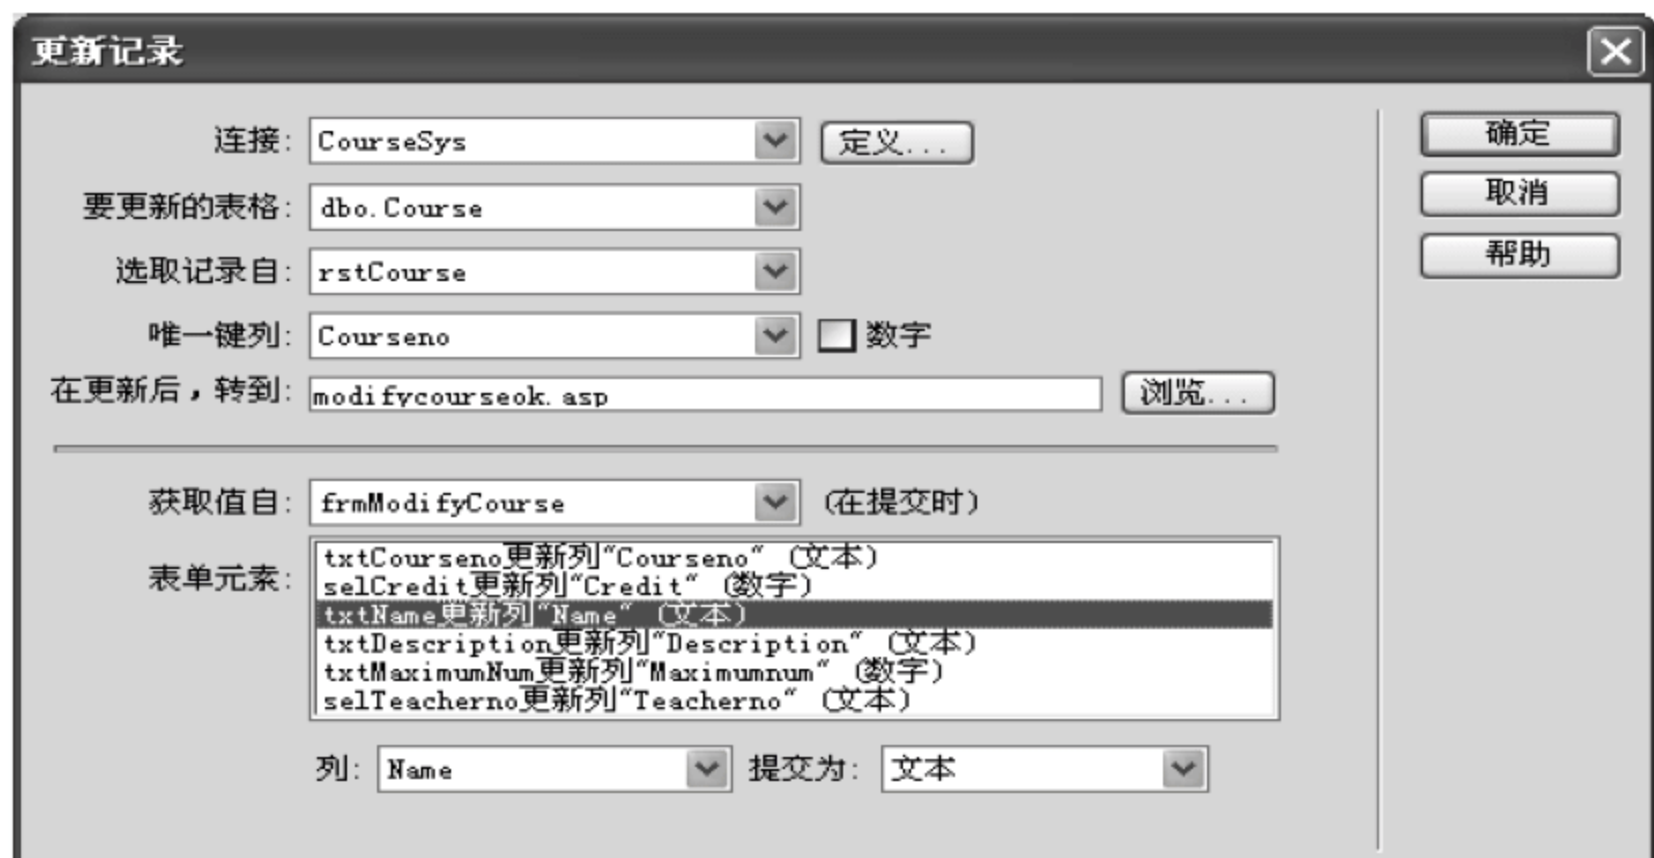 更新记录
连接: CourseSys 定义... 确定
要更新的表格: dbo.Course 取消
选取记录自: rstCourse 帮助
唯一键列: Courseno 数字
在更新后，转到: modifycourseok.asp 浏览...
获取值自: frmModifyCourse (在提交时)
表单元素: txtCourseno更新列"Courseno" (文本)
selCredit更新列"Credit" (数字)
txtName更新列"Name" (文本)
txtDescription更新列"Description" (文本)
txtMaximumNum更新列"Maximumnum" (数字)
selTeacherno更新列"Teacherno" (文本)
列: Name 提交为: 文本